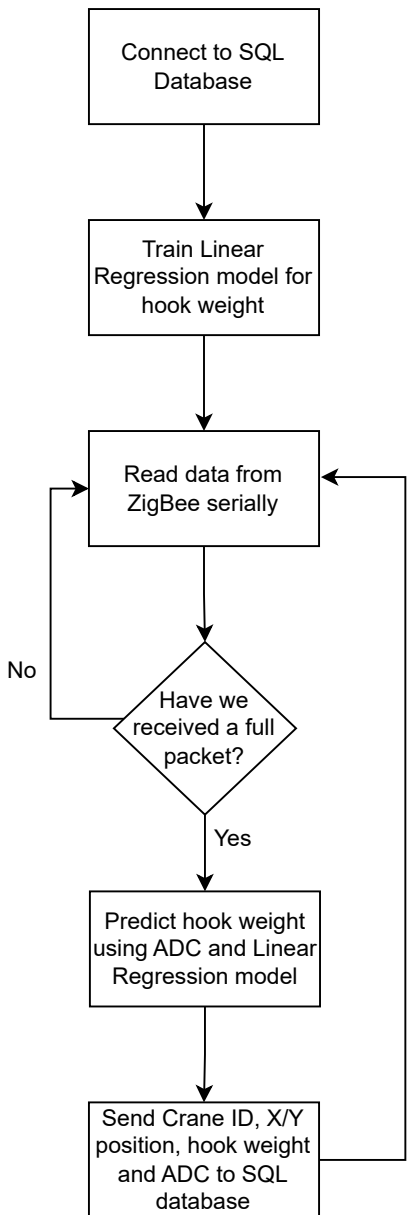 Connect to SQL
Database
Train Linear
Regression model for
hook weight
Read data from
ZigBee serially
No
Have we
received a full
packet?
Yes
Predict hook weight
using ADC and Linear
Regression model
Send Crane ID, X/Y
position, hook weight
and ADC to SQL
database